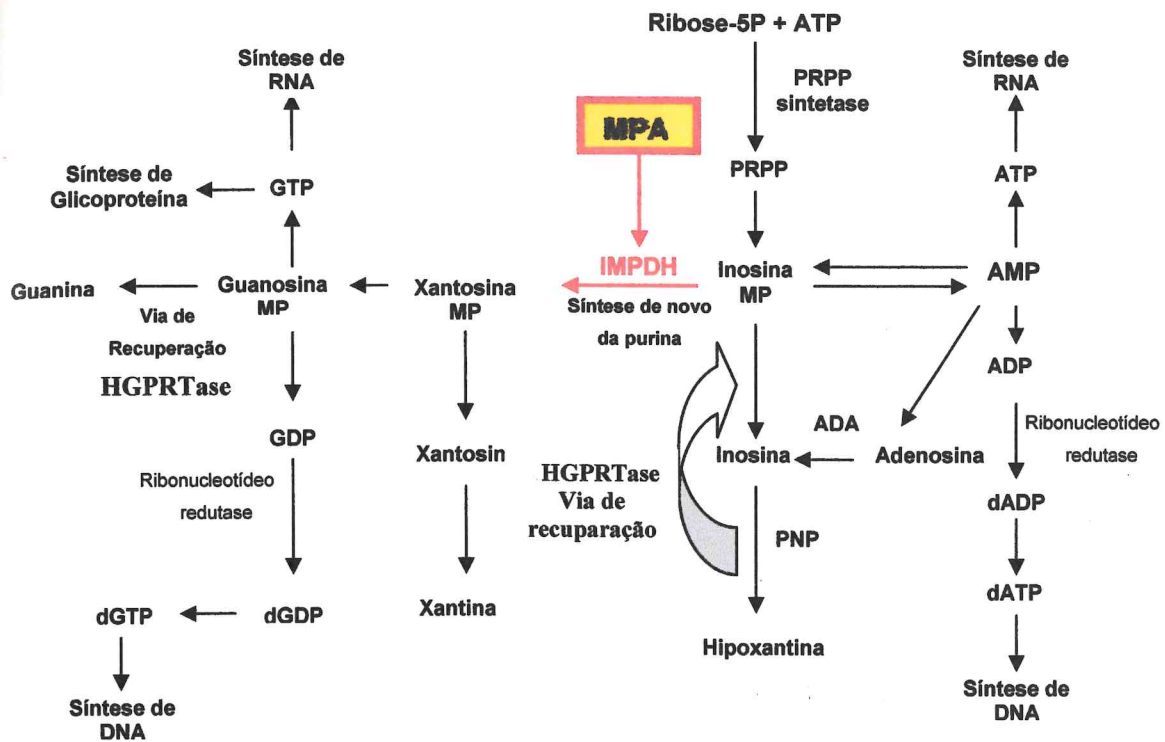 Ribose-5P + ATP
PRPP
sintetase
MPA
PRPP
Síntese de
RNA
Síntese de
Glicoproteína
GTP
Síntese de
RNA
ATP
Guanina
Guanosina
MP
Xantosina
MP
IMPDH
Síntese de novo
da purina
Inosina
MP
AMP
Via de
Recuperação
HGPRTase
ADP
GDP
Xantosin
ADA
Inosina
Adenosina
Ribonucleotídeo
redutase
HGPRTase
Via de
recuparação
Ribonucleotídeo
redutase
PNP
dADP
dGTP
dGDP
Xantina
dATP
Hipoxantina
Síntese de
DNA
Síntese de
DNA